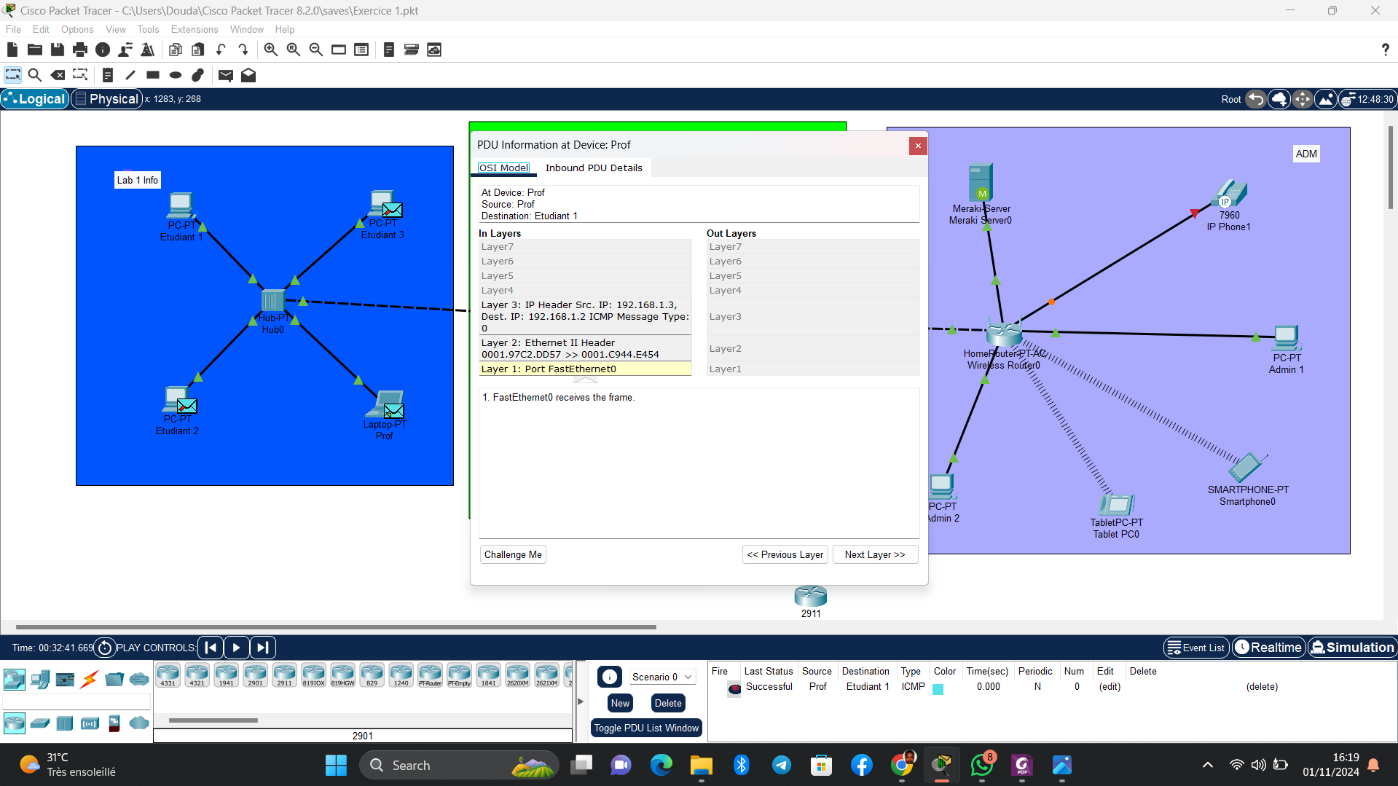 Cisco Packet Tracer - C:\Users\Douda\Cisco Packet Tracer 8.2.0\saves\Exercice 1.pkt
File Edit Options View Tools Extensions Window Help
?
Logical Physical x: 1283, y: 268 Root 12:48:30
Lab 1 Info
PC-PT
Etudiant 1
PC-PT
Etudiant 3
Hub-PT
Hub0
PC-PT
Etudiant 2
Laptop-PT
Prof
PDU Information at Device: Prof
OSI Model Inbound PDU Details
At Device: Prof
Source: Prof
Destination: Etudiant 1
In Layers Out Layers
Layer7 Layer7
Layer6 Layer6
Layer5 Layer5
Layer4 Layer4
Layer 3: IP Header Src. IP: 192.168.1.3,
Dest. IP: 192.168.1.2 ICMP Message Type: Layer3
0
Layer 2: Ethernet II Header
0001.97C2.DD57 >> 0001.C944.E454 Layer2
Layer 1: Port FastEthernet0 Layer1
1. FastEthernet0 receives the frame.
Challenge Me << Previous Layer Next Layer >>
2911
ADM
M
Meraki-Server
Meraki Server0
IP
7960
IP Phone1
HomeRouter-PT-AC
Wireless Router0
PC-PT
Admin 1
PC-PT
Admin 2
TabletPC-PT
Tablet PC0
SMARTPHONE-PT
Smartphone0
Time: 00:32:41.669 PLAY CONTROLS: Event List Realtime Simulation
4331 4321 1941 2901 2911 819IOX 819HGW 829 1240 PT-Router PT-Empty 1841 2620XM 2621XM 2
2901
Scenario 0
New Delete
Toggle PDU List Window
Fire Last Status Source Destination Type Color Time(sec) Periodic Num Edit Delete
Successful Prof Etudiant 1 ICMP 0.000 N 0 (edit) (delete)
31°C
Très ensoleillé
Search
8
16:19
01/11/2024